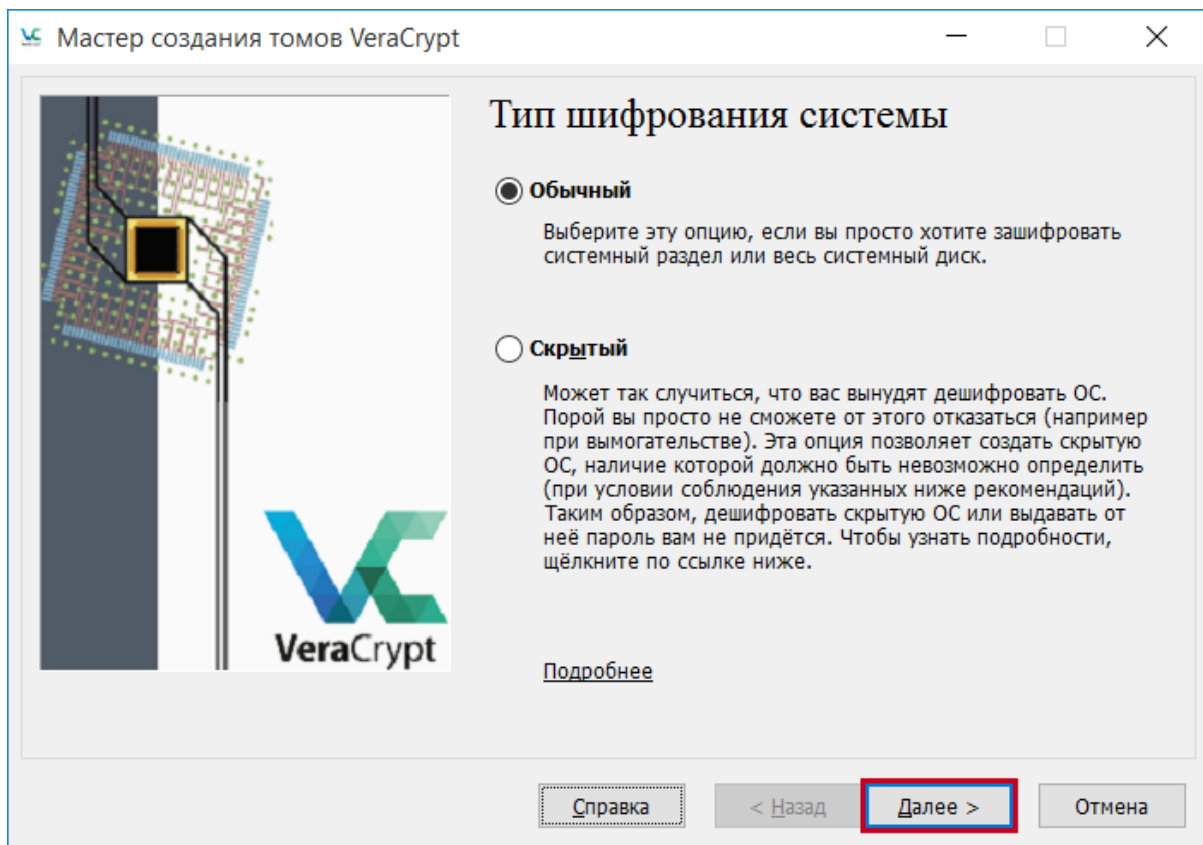 Мастер создания томов VeraCrypt
Тип шифрования системы
Обычный
Выберите эту опцию, если вы просто хотите зашифровать
системный раздел или весь системный диск.
Скрытый
Может так случиться, что вас вынудят дешифровать ОС.
Порой вы просто не сможете от этого отказаться (например
при вымогательстве). Эта опция позволяет создать скрытую
ОС, наличие которой должно быть невозможно определить
(при условии соблюдения указанных ниже рекомендаций).
Таким образом, дешифровать скрытую ОС или выдавать от
неё пароль вам не придётся. Чтобы узнать подробности,
щёлкните по ссылке ниже.
VeraCrypt
Подробнее
Справка < Назад Далее > Отмена